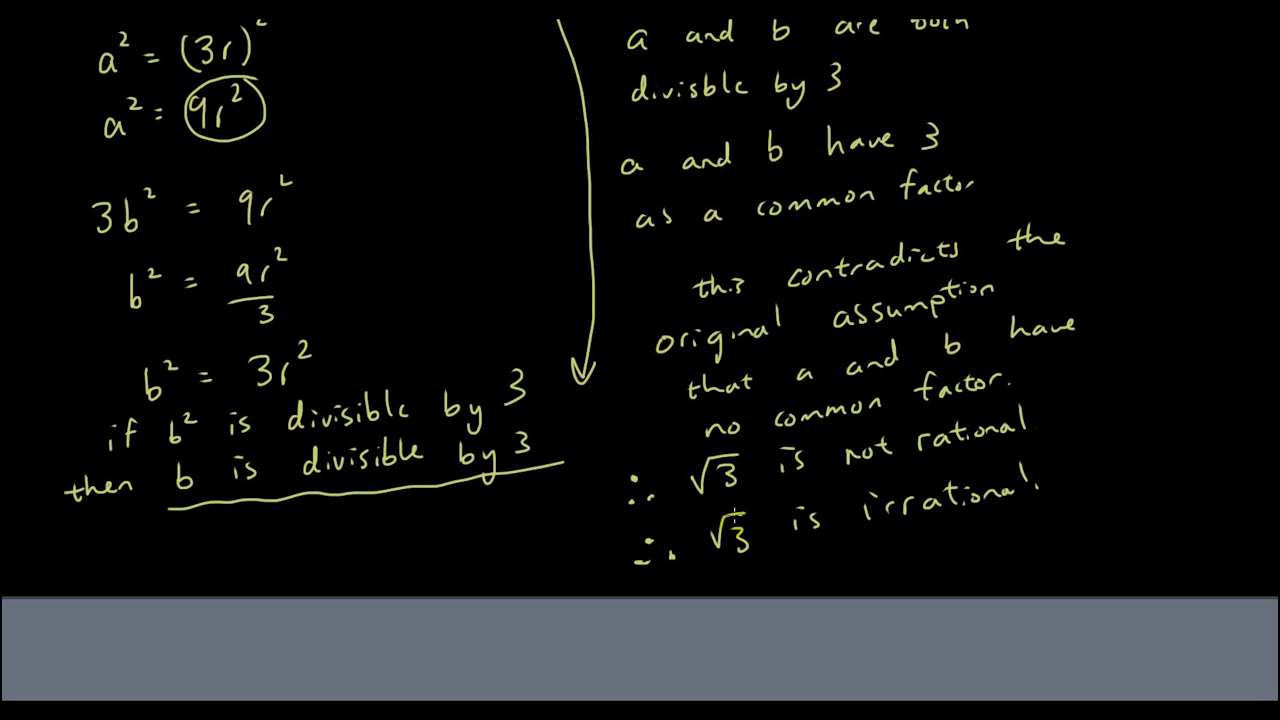 a² = (3r)²
a² = 9r²
3b² = 9r²
b² = 9r²/3
b² = 3r²
if b² is divisible by 3
then b is divisible by 3
a and b are both
divisble by 3
a and b have 3
as a common factor
this contradicts the
original assumption
that a and b have
no common factor.
∴ √3 is not rational
∴ √3 is irrational.